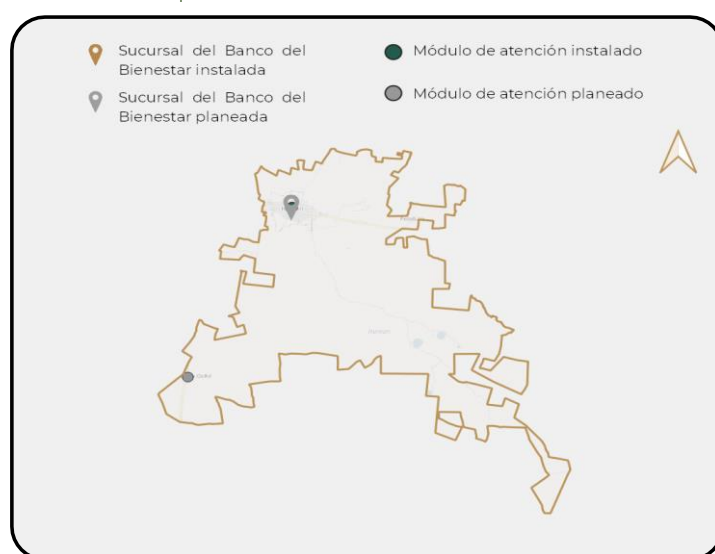 Sucursal del Banco del
Bienestar instalada
Sucursal del Banco del
Bienestar planeada
Módulo de atención instalado
Módulo de atención planeado